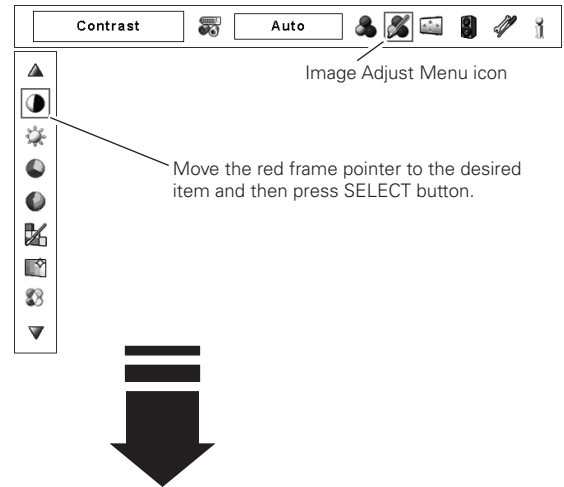 Contrast Auto
Image Adjust Menu icon
Move the red frame pointer to the desired
item and then press SELECT button.